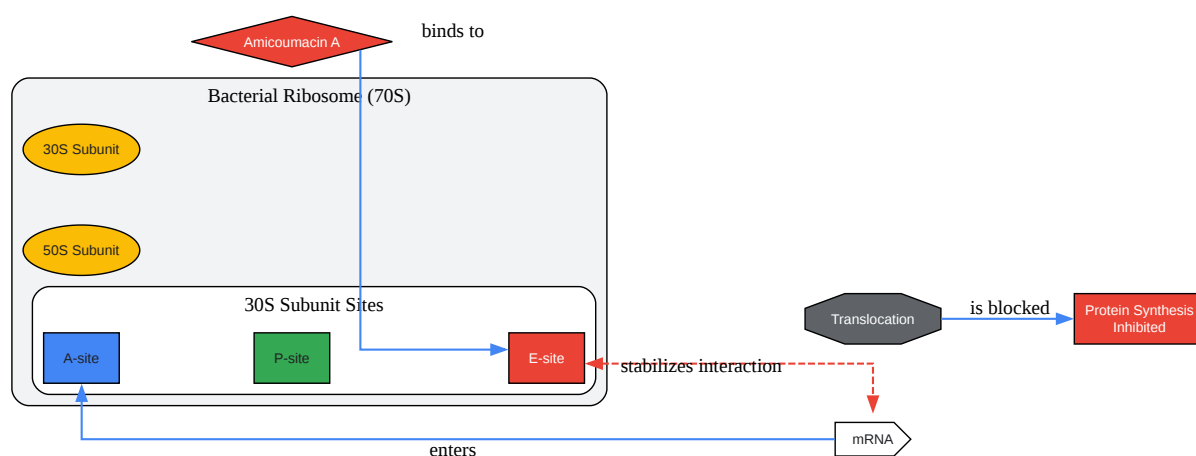 Amicoumacin A
binds to
Bacterial Ribosome (70S)
30S Subunit
50S Subunit
30S Subunit Sites
A-site
P-site
E-site
stabilizes interaction
Translocation
is blocked
Protein Synthesis
Inhibited
mRNA
enters